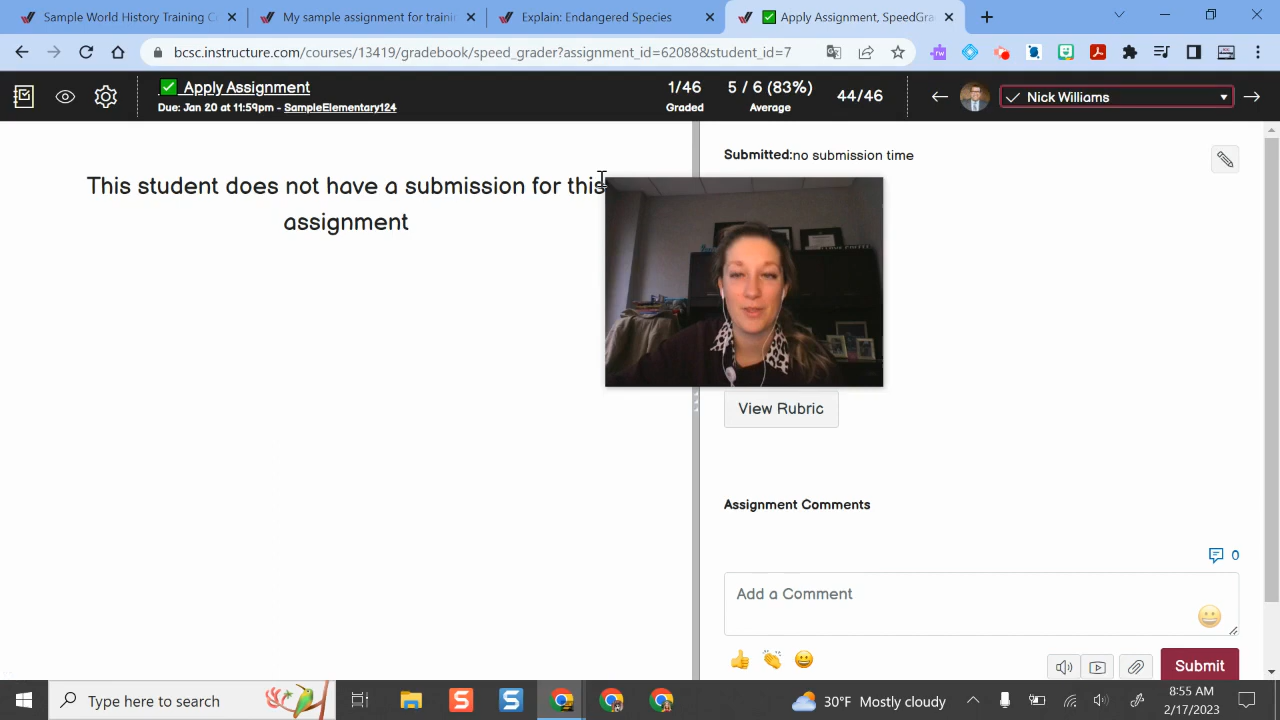 Sample World History Training C
My sample assignment for traini
Explain: Endangered Species
Apply Assignment, SpeedGra
bcsc.instructure.com/courses/13419/gradebook/speed_grader?assignment_id=62088&student_id=7
Apply Assignment
Due: Jan 20 at 11:59pm - SampleElementary124
1/46
Graded
5 / 6 (83%)
Average
44/46
Nick Williams
This student does not have a submission for this
assignment
Submitted:no submission time
View Rubric
Assignment Comments
0
Add a Comment
Submit
Type here to search
30°F Mostly cloudy
8:55 AM
2/17/2023